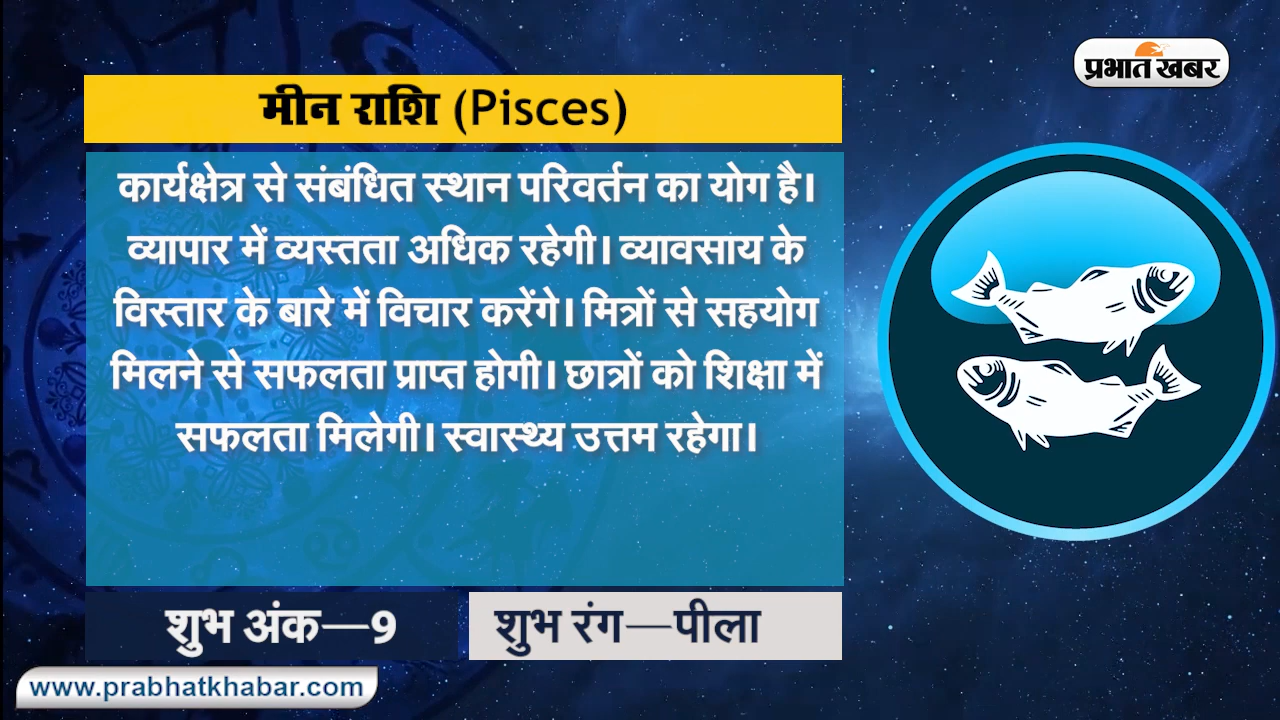 प्रभात खबर
मीन राशि (Pisces)
कार्यक्षेत्र से संबंधित स्थान परिवर्तन का योग है।
व्यापार में व्यस्तता अधिक रहेगी। व्यावसाय के
विस्तार के बारे में विचार करेंगे। मित्रों से सहयोग
मिलने से सफलता प्राप्त होगी। छात्रों को शिक्षा में
सफलता मिलेगी। स्वास्थ्य उत्तम रहेगा।
शुभ अंक—9
शुभ रंग—पीला
www.prabhatkhabar.com